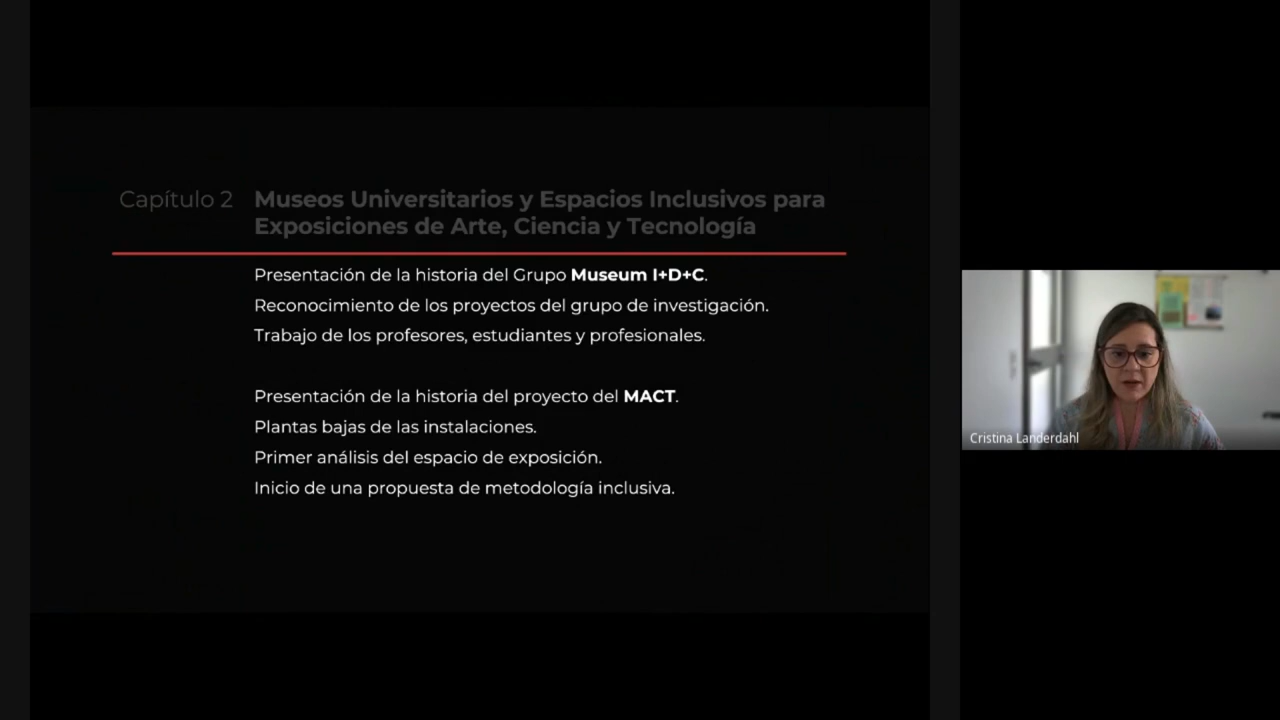 Capítulo 2
Museos Universitarios y Espacios Inclusivos para
Exposiciones de Arte, Ciencia y Tecnología
Presentación de la historia del Grupo Museum I+D+C.
Reconocimiento de los proyectos del grupo de investigación.
Trabajo de los profesores, estudiantes y profesionales.
Presentación de la historia del proyecto del MACT.
Plantas bajas de las instalaciones.
Primer análisis del espacio de exposición.
Inicio de una propuesta de metodología inclusiva.
Cristina Landerdahl